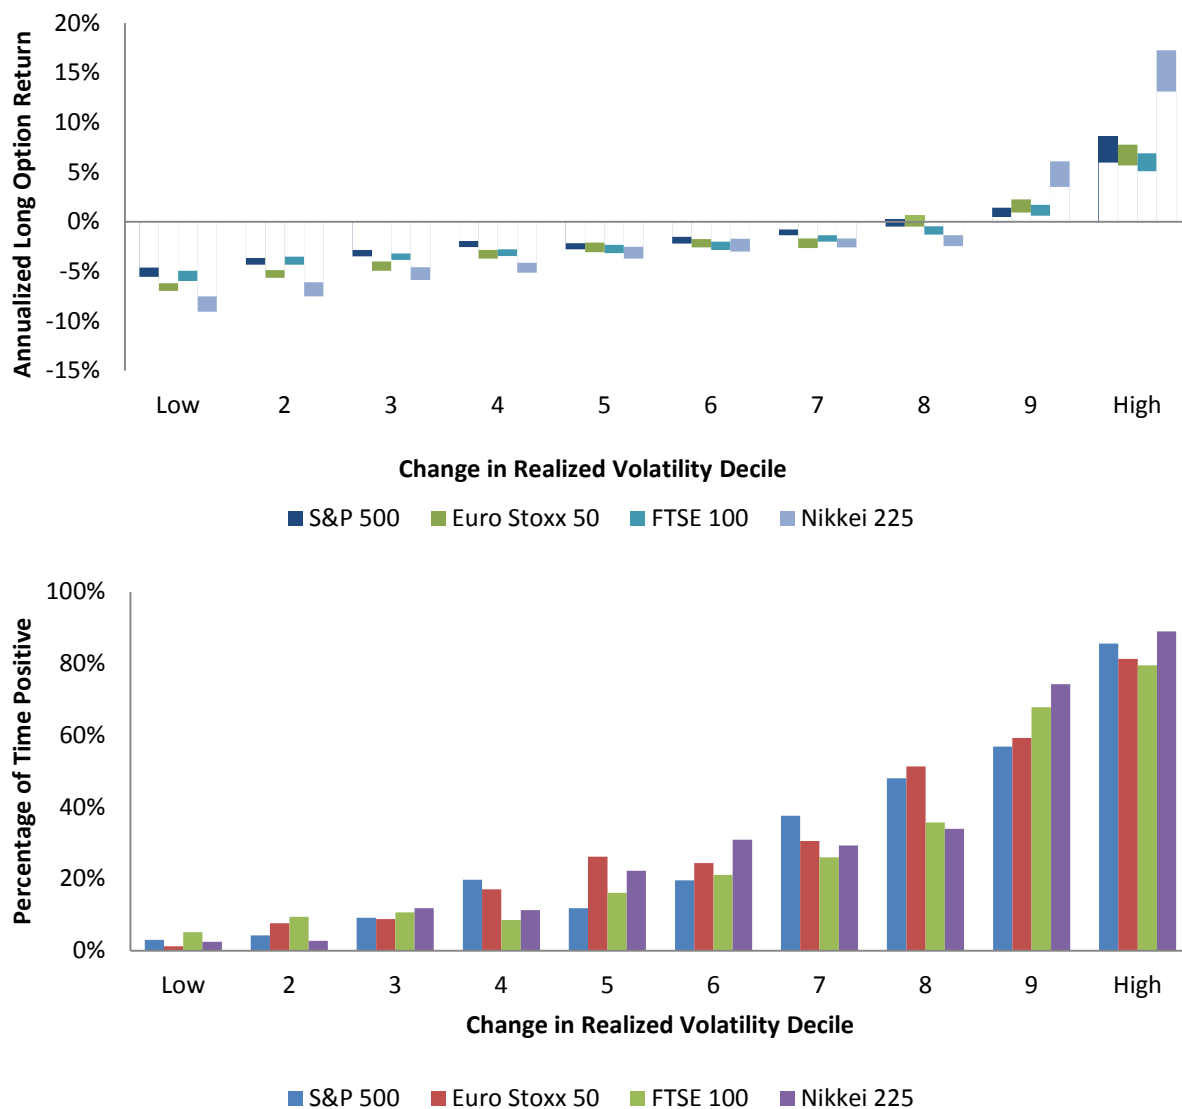 Annualized Long Option Return
20%
15%
10%
5%
0%
-5%
-10%
-15%
Low 2 3 4 5 6 7 8 9 High
Change in Realized Volatility Decile
S&P 500 Euro Stoxx 50 FTSE 100 Nikkei 225
Percentage of Time Positive
100%
80%
60%
40%
20%
0%
Low 2 3 4 5 6 7 8 9 High
Change in Realized Volatility Decile
S&P 500 Euro Stoxx 50 FTSE 100 Nikkei 225